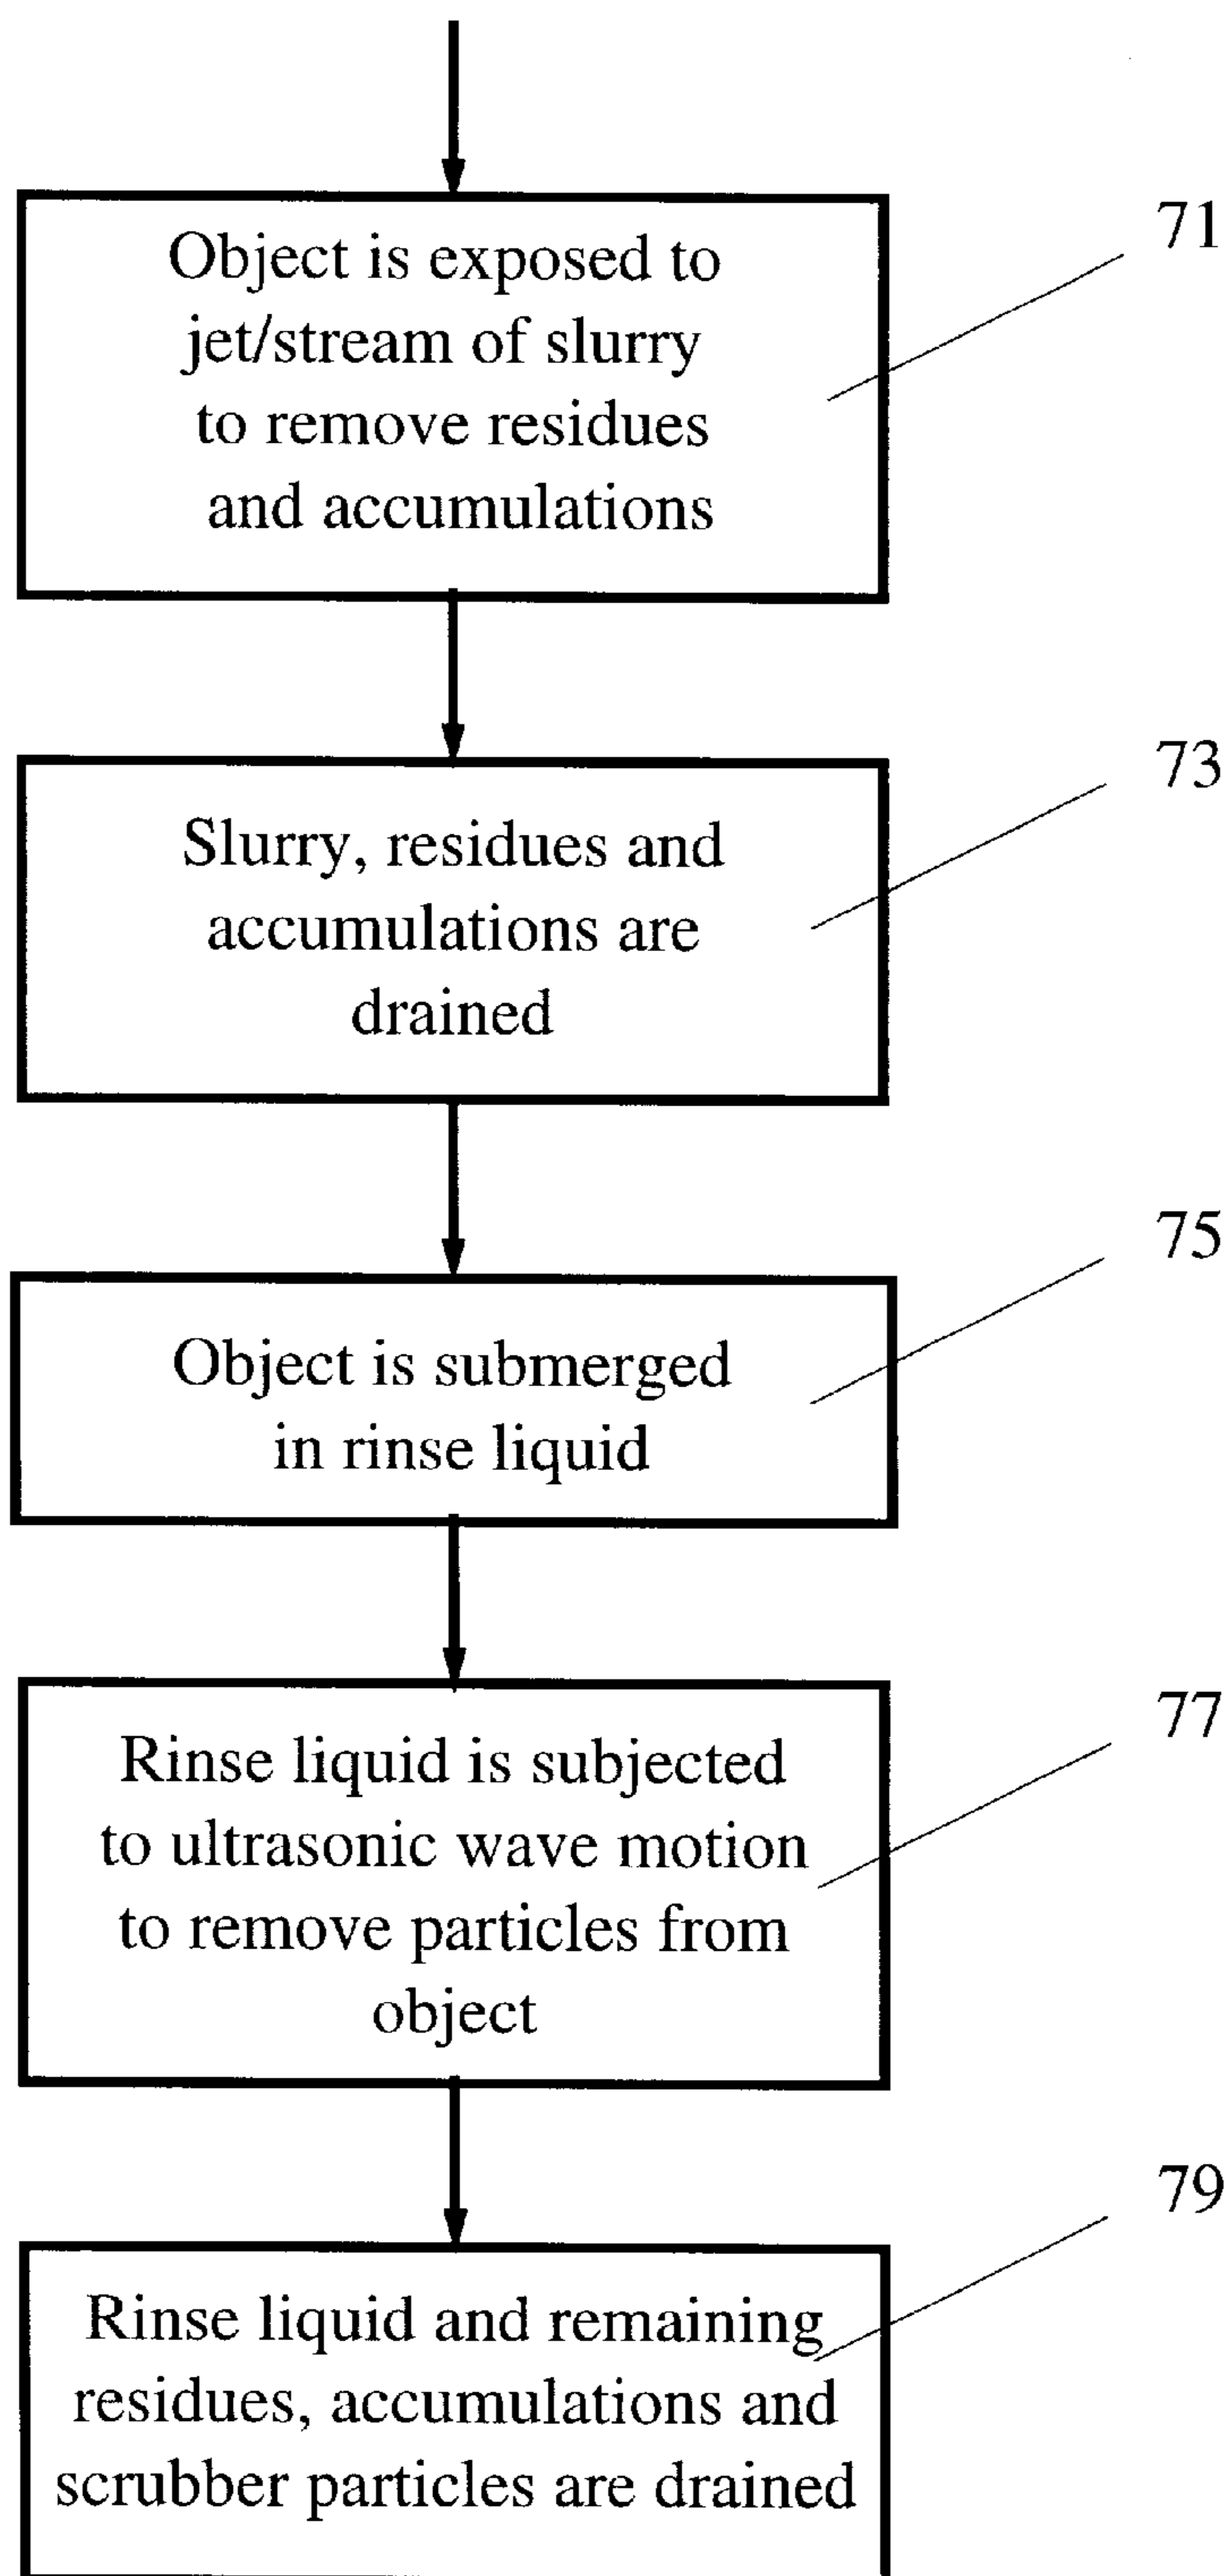 71
Object is exposed to
jet/stream of slurry
to remove residues
and accumulations
73
Slurry, residues and
accumulations are
drained
75
Object is submerged
in rinse liquid
77
Rinse liquid is subjected
to ultrasonic wave motion
to remove particles from
object
79
Rinse liquid and remaining
residues, accumulations and
scrubber particles are drained